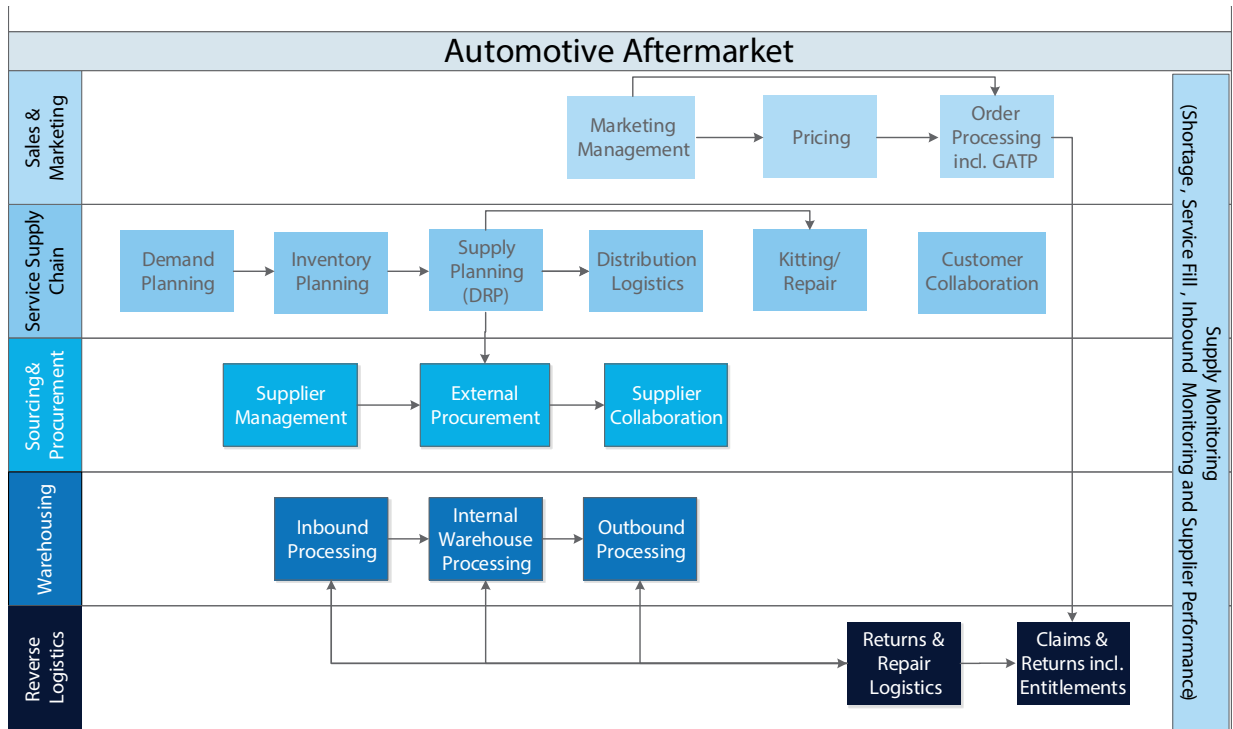 Automotive Aftermarket
Sales &
Marketing
Marketing
Management
Pricing
Order
Processing
incl. GATP
Service Supply
Chain
Demand
Planning
Inventory
Planning
Supply
Planning
(DRP)
Distribution
Logistics
Kitting/
Repair
Customer
Collaboration
Sourcing&
Procurement
Supplier
Management
External
Procurement
Supplier
Collaboration
Warehousing
Inbound
Processing
Internal
Warehouse
Processing
Outbound
Processing
Reverse
Logistics
Returns &
Repair
Logistics
Claims &
Returns incl.
Entitlements
Supply Monitoring
(Shortage , Service Fill , Inbound Monitoring and Supplier Performance)